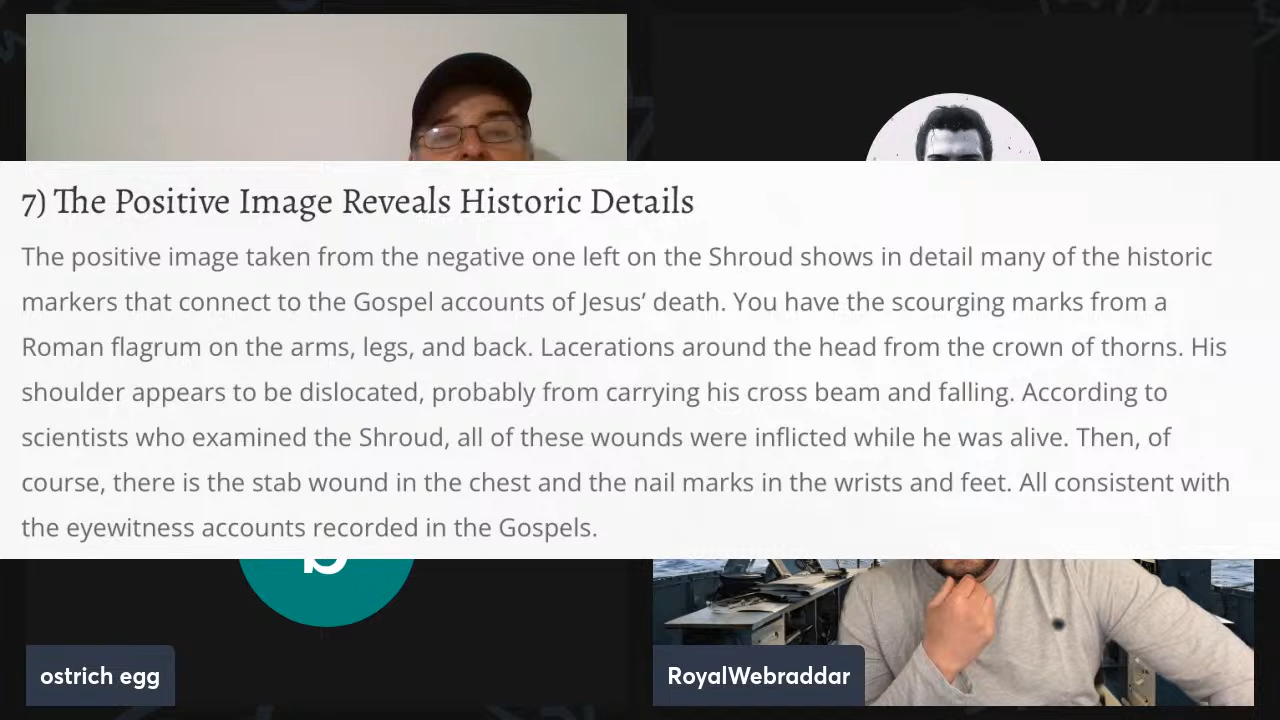 7) The Positive Image Reveals Historic Details
The positive image taken from the negative one left on the Shroud shows in detail many of the historic
markers that connect to the Gospel accounts of Jesus’ death. You have the scourging marks from a
Roman flagrum on the arms, legs, and back. Lacerations around the head from the crown of thorns. His
shoulder appears to be dislocated, probably from carrying his cross beam and falling. According to
scientists who examined the Shroud, all of these wounds were inflicted while he was alive. Then, of
course, there is the stab wound in the chest and the nail marks in the wrists and feet. All consistent with
the eyewitness accounts recorded in the Gospels.
ostrich egg
RoyalWebraddar